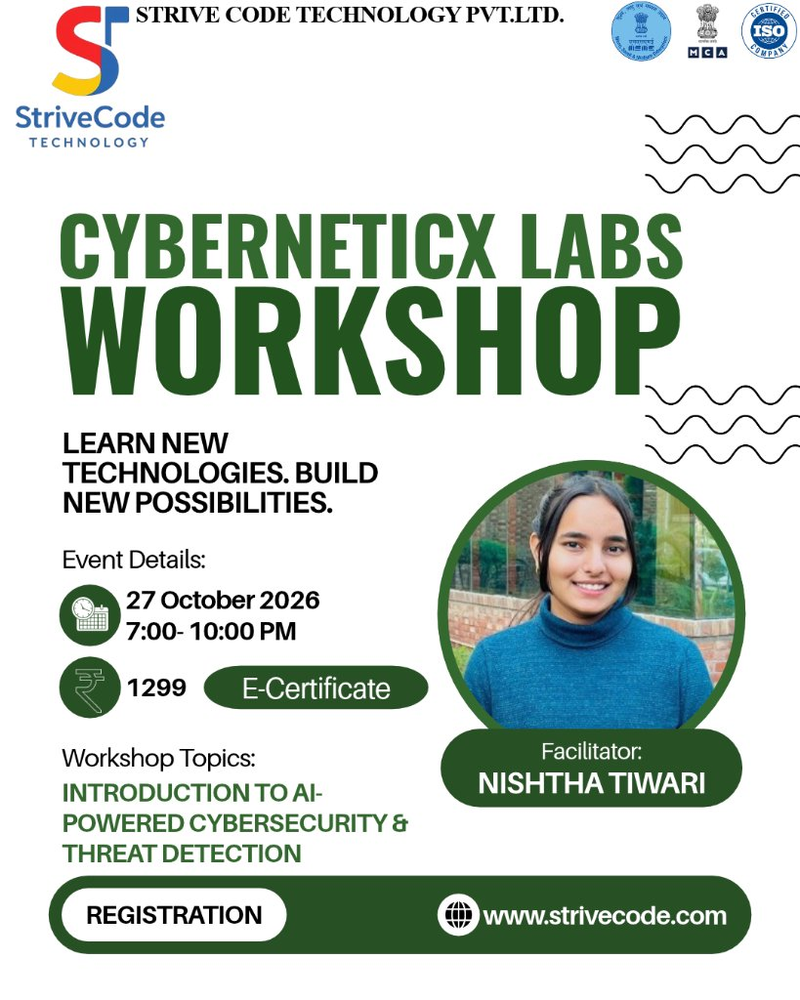 STRIVE CODE TECHNOLOGY PVT.LTD.
StriveCode
TECHNOLOGY
MCA
CERTIFIED
ISO
COMPANY
CYBERNETICX LABS
WORKSHOP
LEARN NEW
TECHNOLOGIES. BUILD
NEW POSSIBILITIES.
Event Details:
27 October 2026
7:00- 10:00 PM
₹ 1299
E-Certificate
Facilitator:
NISHTHA TIWARI
Workshop Topics:
INTRODUCTION TO AI-
POWERED CYBERSECURITY &
THREAT DETECTION
REGISTRATION
www.strivecode.com